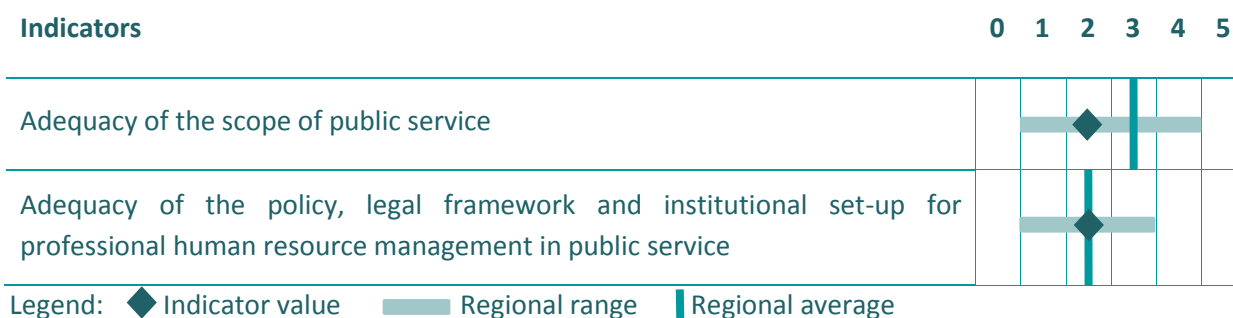 Indicators 0 1 2 3 4 5
Adequacy of the scope of public service
Adequacy of the policy, legal framework and institutional set-up for
professional human resource management in public service
Legend: Indicator value Regional range Regional average